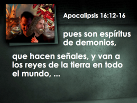 Apocalipsis 16:12-16
pues son espíritus
de demonios,
que hacen señales, y van a
los reyes de la tierra en todo
el mundo, ...